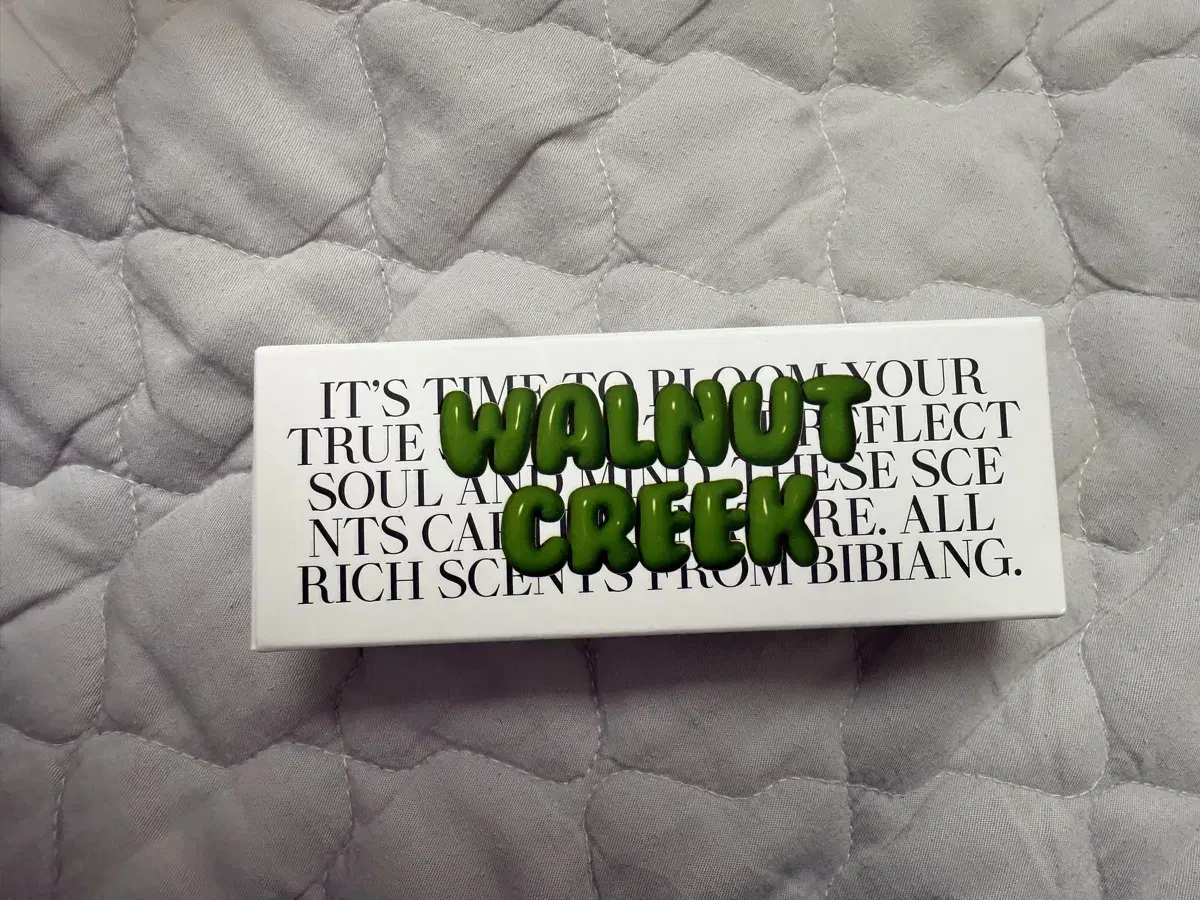 IT'S TIME TO BLOOM YOUR
TRUE REFLECT
SOUL AND MIND. THESE SCE
NTS RE. ALL
RICH SCENTS FROM BIBIANG.
WALNUT
CREEK